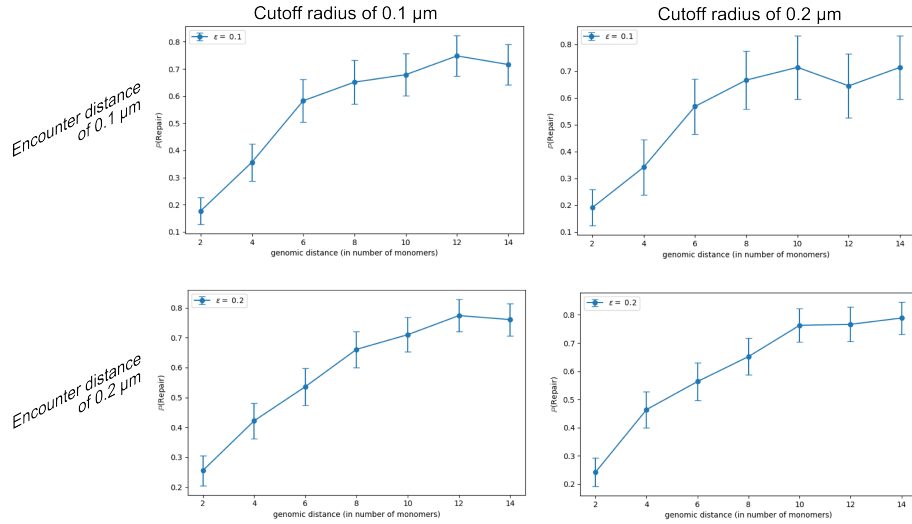 Cutoff radius of 0.1 µm
Cutoff radius of 0.2 µm
Encounter distance
of 0.1 µm
ε = 0.1
0.8
0.7
0.6
0.5
0.4
0.3
0.2
0.1
ℙ(Repair)
2 4 6 8 10 12 14
genomic distance (in number of monomers)
ε = 0.1
0.8
0.7
0.6
0.5
0.4
0.3
0.2
0.1
ℙ(Repair)
2 4 6 8 10 12 14
genomic distance (in number of monomers)
Encounter distance
of 0.2 µm
ε = 0.2
0.8
0.7
0.6
0.5
0.4
0.3
0.2
ℙ(Repair)
2 4 6 8 10 12 14
genomic distance (in number of monomers)
ε = 0.2
0.8
0.7
0.6
0.5
0.4
0.3
0.2
ℙ(Repair)
2 4 6 8 10 12 14
genomic distance (in number of monomers)